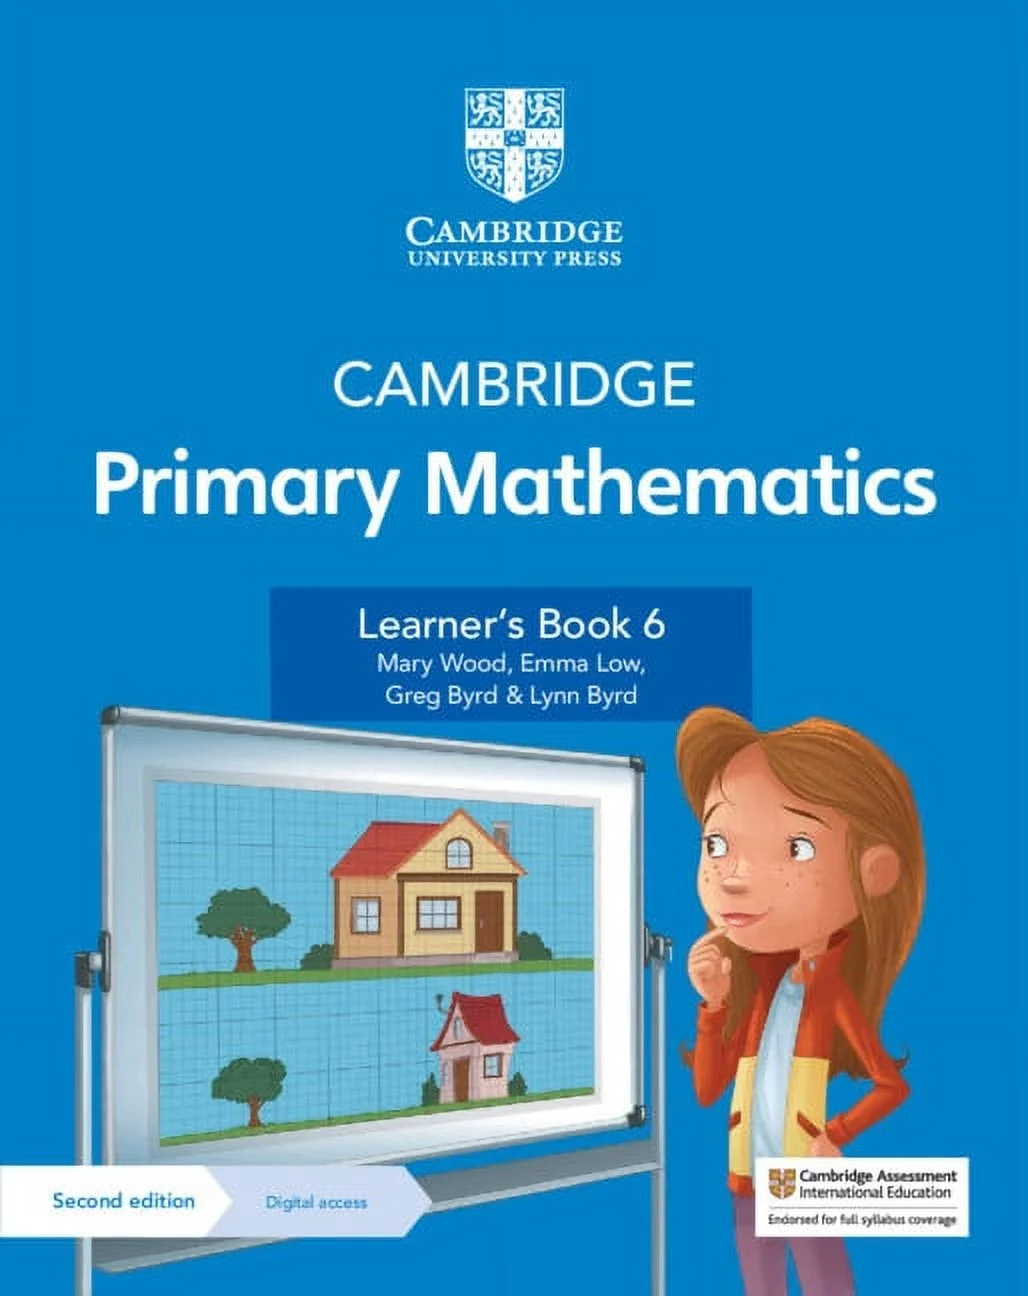 CAMBRIDGE
UNIVERSITY PRESS
CAMBRIDGE
Primary Mathematics
Learner's Book 6
Mary Wood, Emma Low,
Greg Byrd & Lynn Byrd
Second edition
Digital access
Cambridge Assessment
International Education
Endorsed for full syllabus coverage